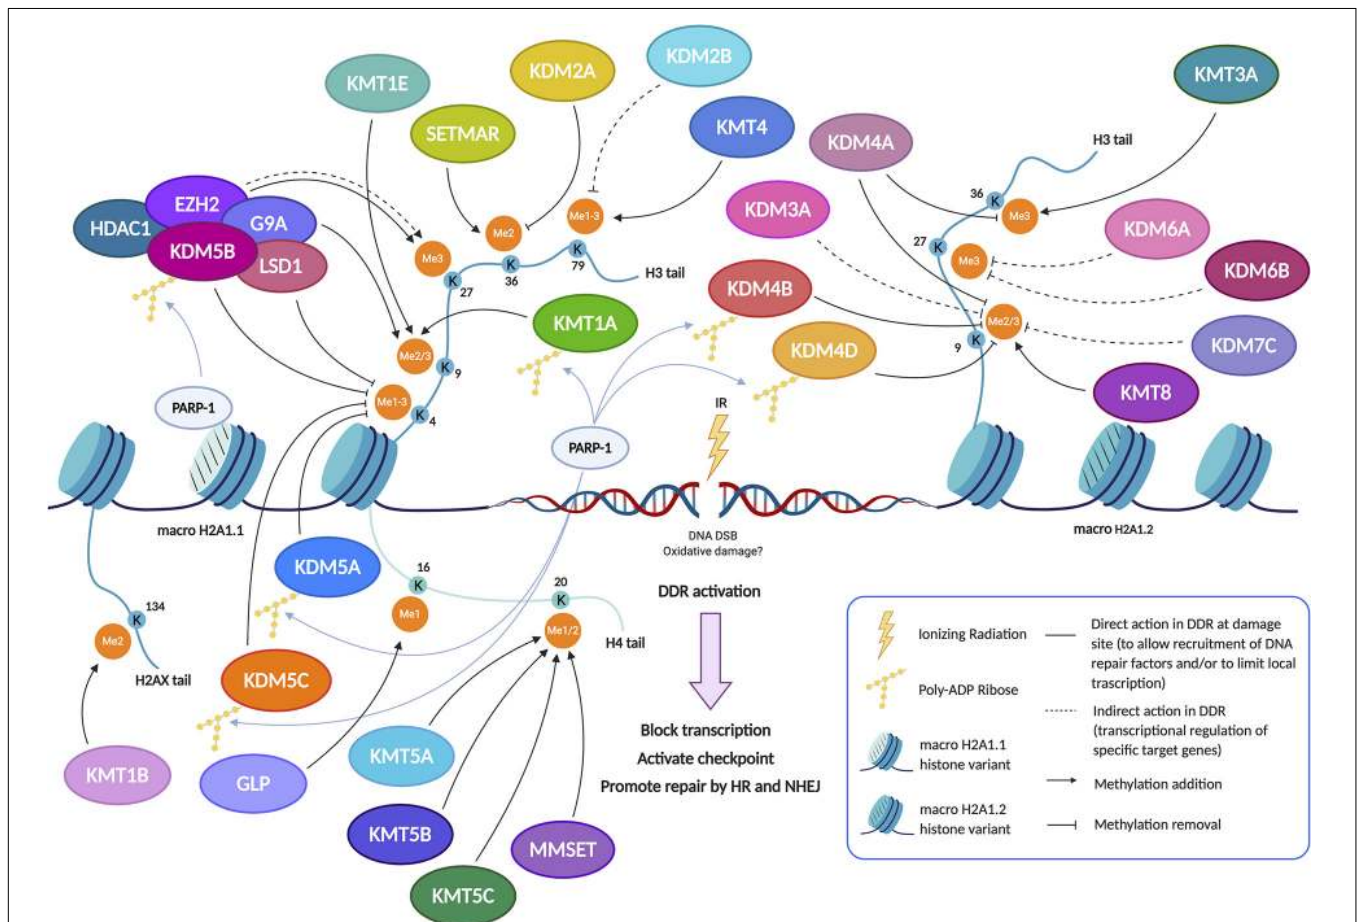 KMT1E
KDM2A
KDM2B
KMT3A
SETMAR
KMT4
KDM4A
H3 tail
EZH2
HDAC1
G9A
KDM5B
LSD1
Me2
Me1-3
KDM3A
36
K
Me3
KDM6A
Me3
K
27
K
36
K
79
H3 tail
27
K
Me3
KDM6B
KDM4B
KMT1A
Me2/3
KDM4D
Me2/3
KDM7C
K
9
9
K
PARP-1
Me1-3
K
4
IR
KMT8
PARP-1
macro H2A1.1
macro H2A1.2
DNA DSB
Oxidative damage?
KDM5A
16
K
Me1
20
K
Me1/2
H4 tail
DDR activation
134
K
Me2
H2AX tail
KDM5C
KMT1B
GLP
KMT5A
KMT5B
KMT5C
MMSET
Block transcription
Activate checkpoint
Promote repair by HR and NHEJ
Ionizing Radiation
Poly-ADP Ribose
macro H2A1.1
histone variant
macro H2A1.2
histone variant
Direct action in DDR at damage
site (to allow recruitment of DNA
repair factors and/or to limit local
trascription)
Indirect action in DDR
(transcriptional regulation of
specific target genes)
Methylation addition
Methylation removal